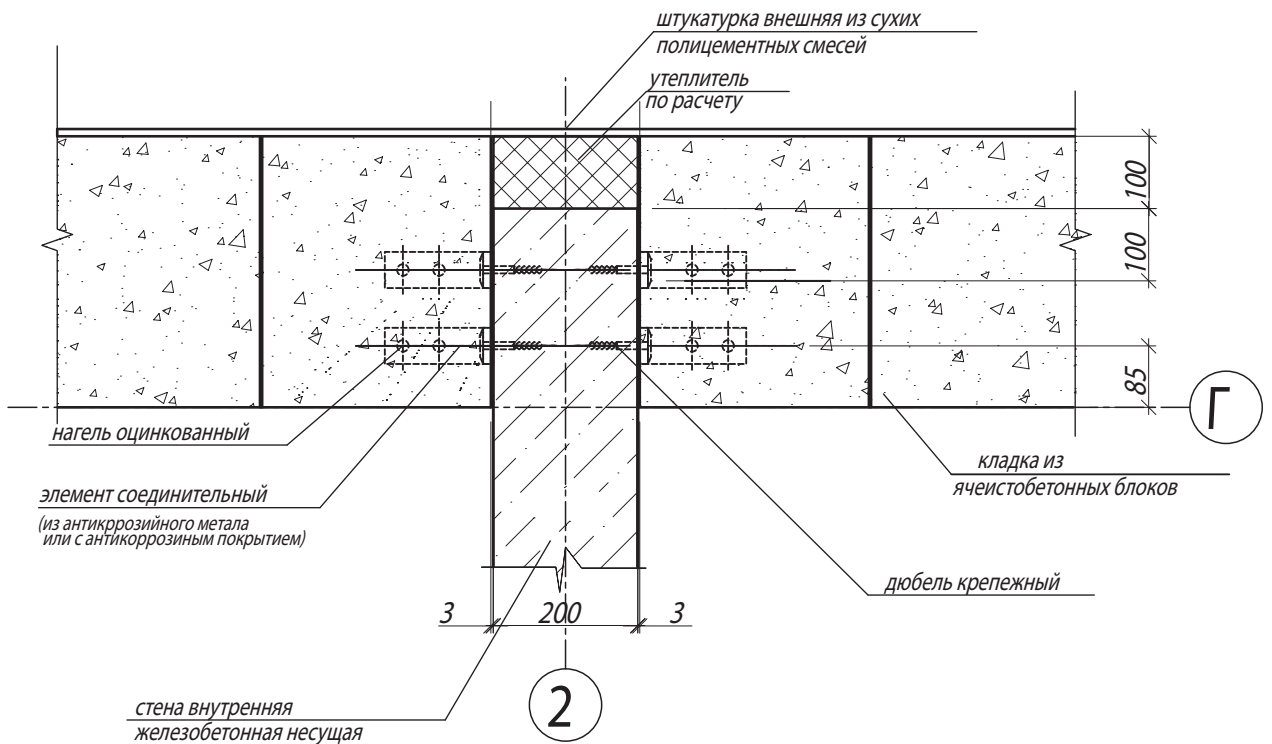 штукатурка внешняя из сухих
полицементных смесей
утеплитель
по расчету
100
100
85
Г
нагель оцинкованный
элемент соединительный
(из антикррозийного метала
или с антикоррозиным покрытием)
кладка из
ячеистобетонных блоков
дюбель крепежный
3
200
3
2
стена внутренняя
железобетонная несущая